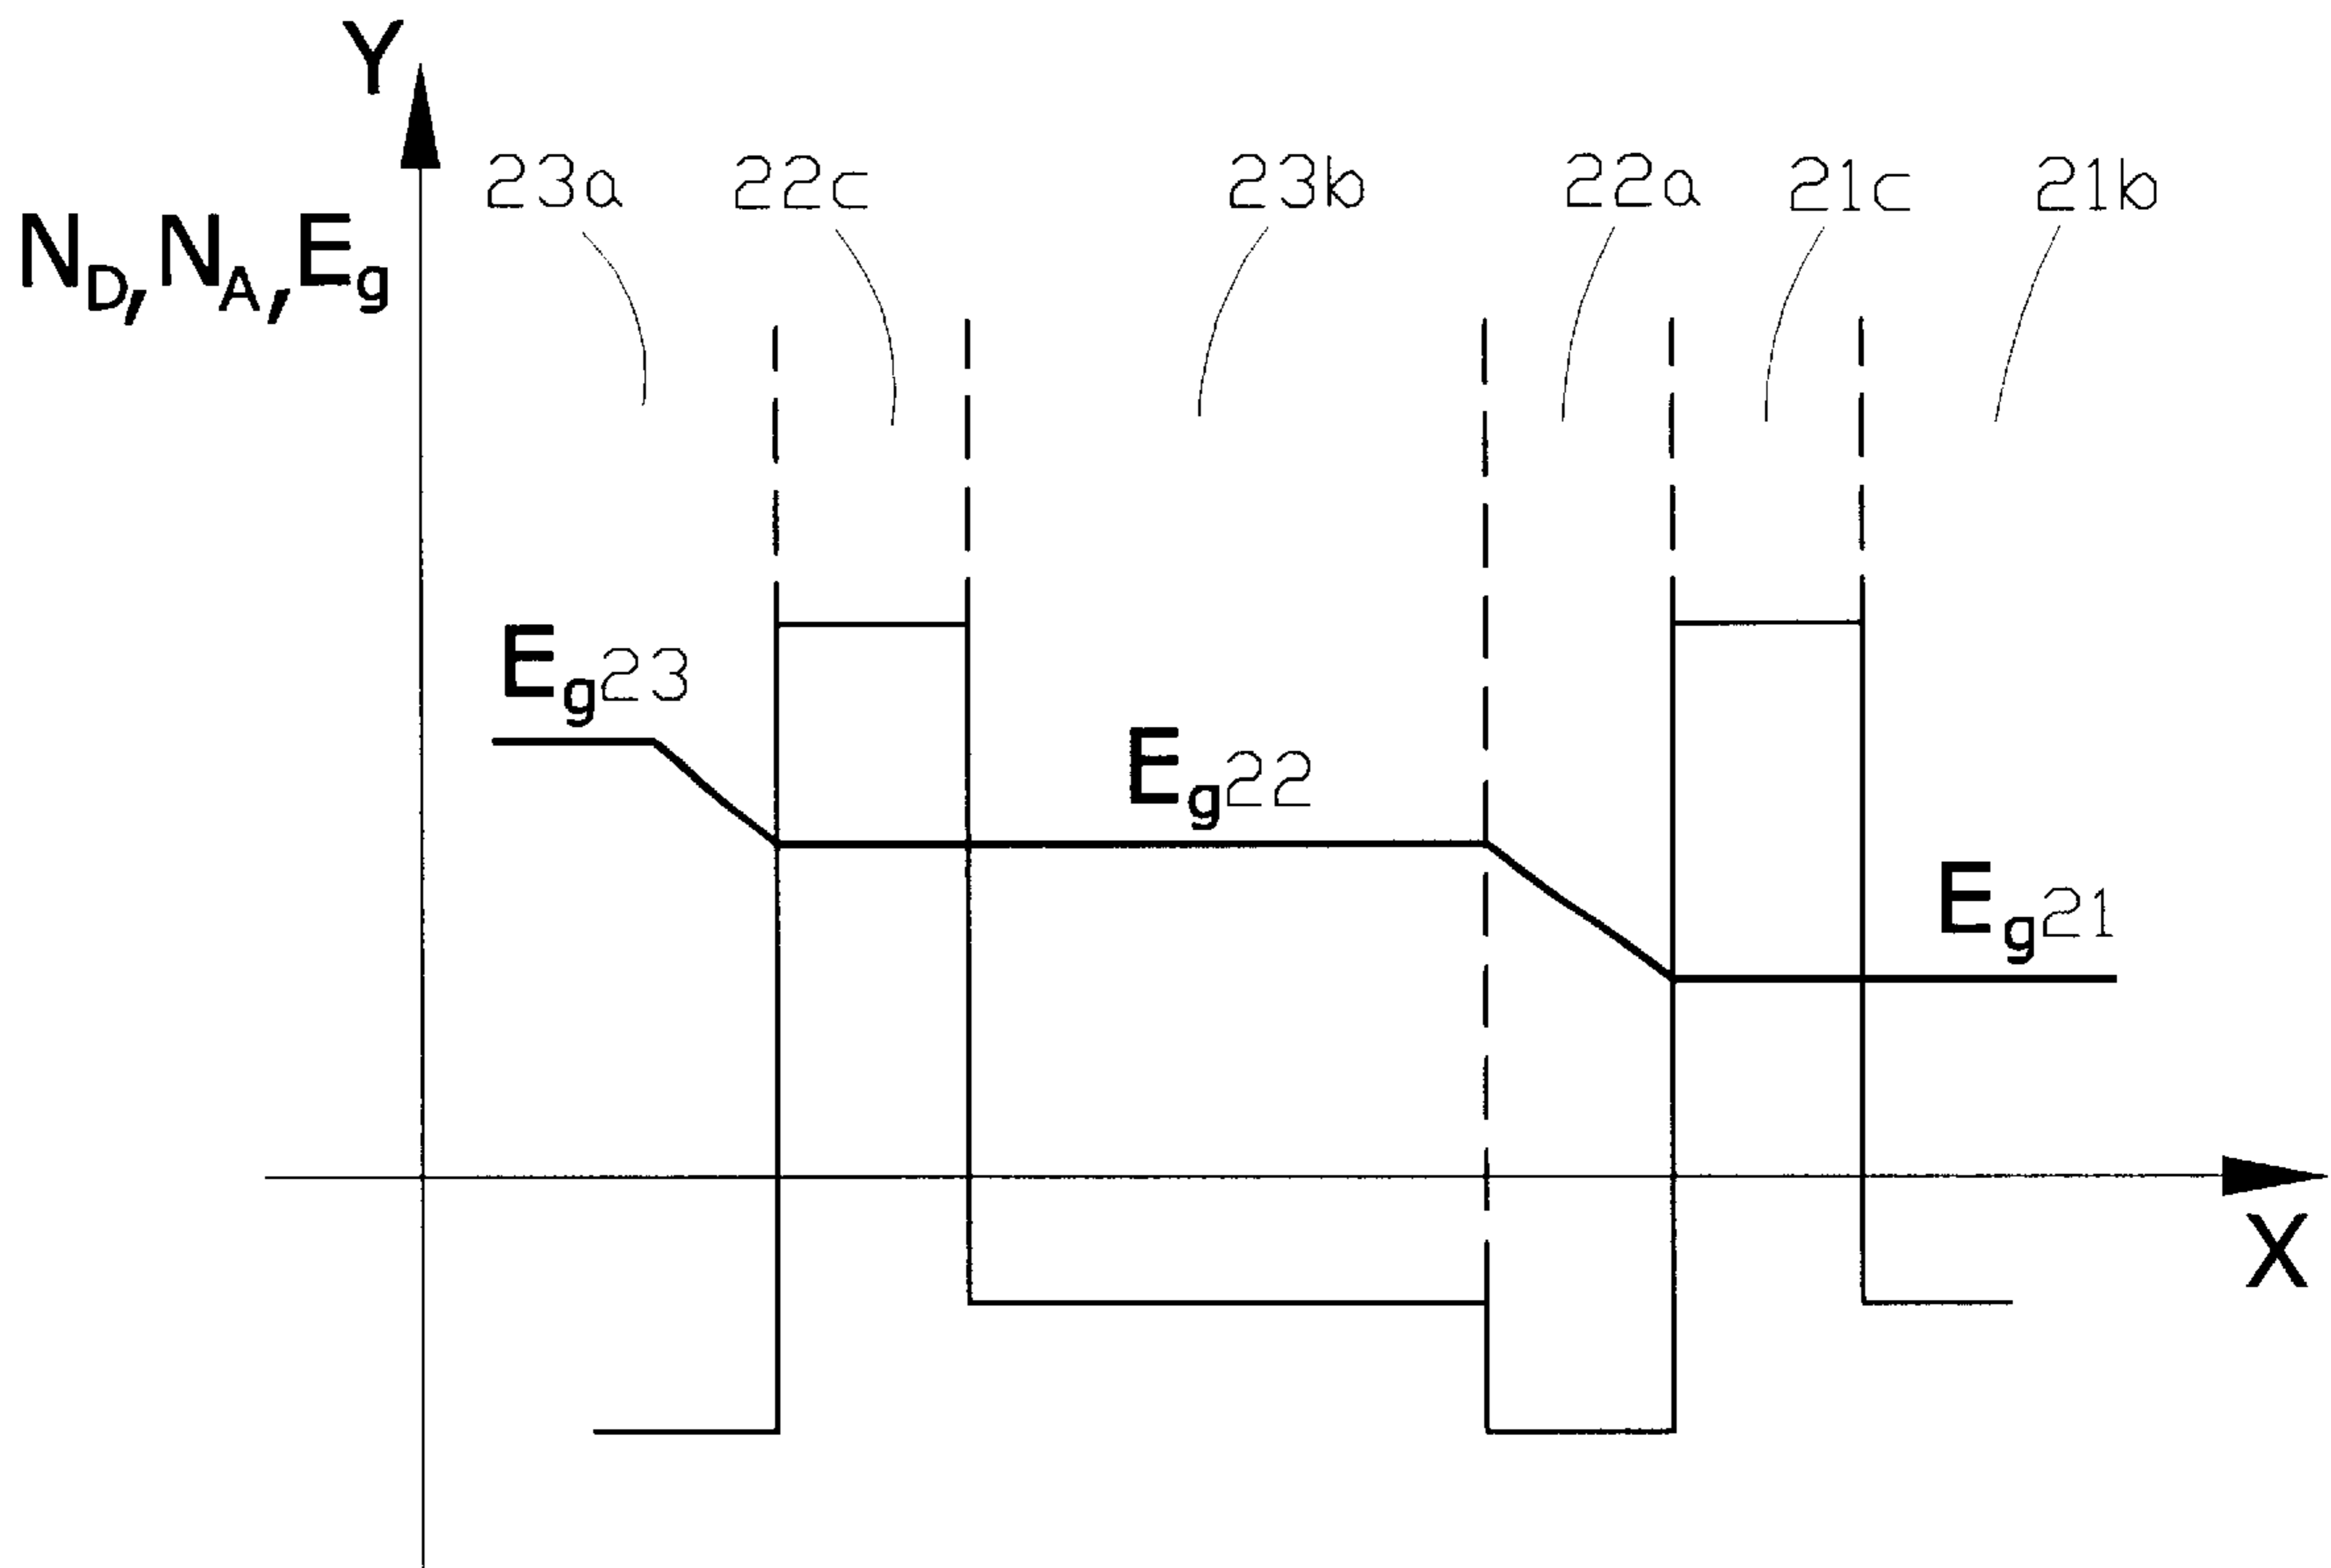 Y
23a 22c 23b 22a 21c 21b
N_D, N_A, E_g
E_g23
E_g22
E_g21
X